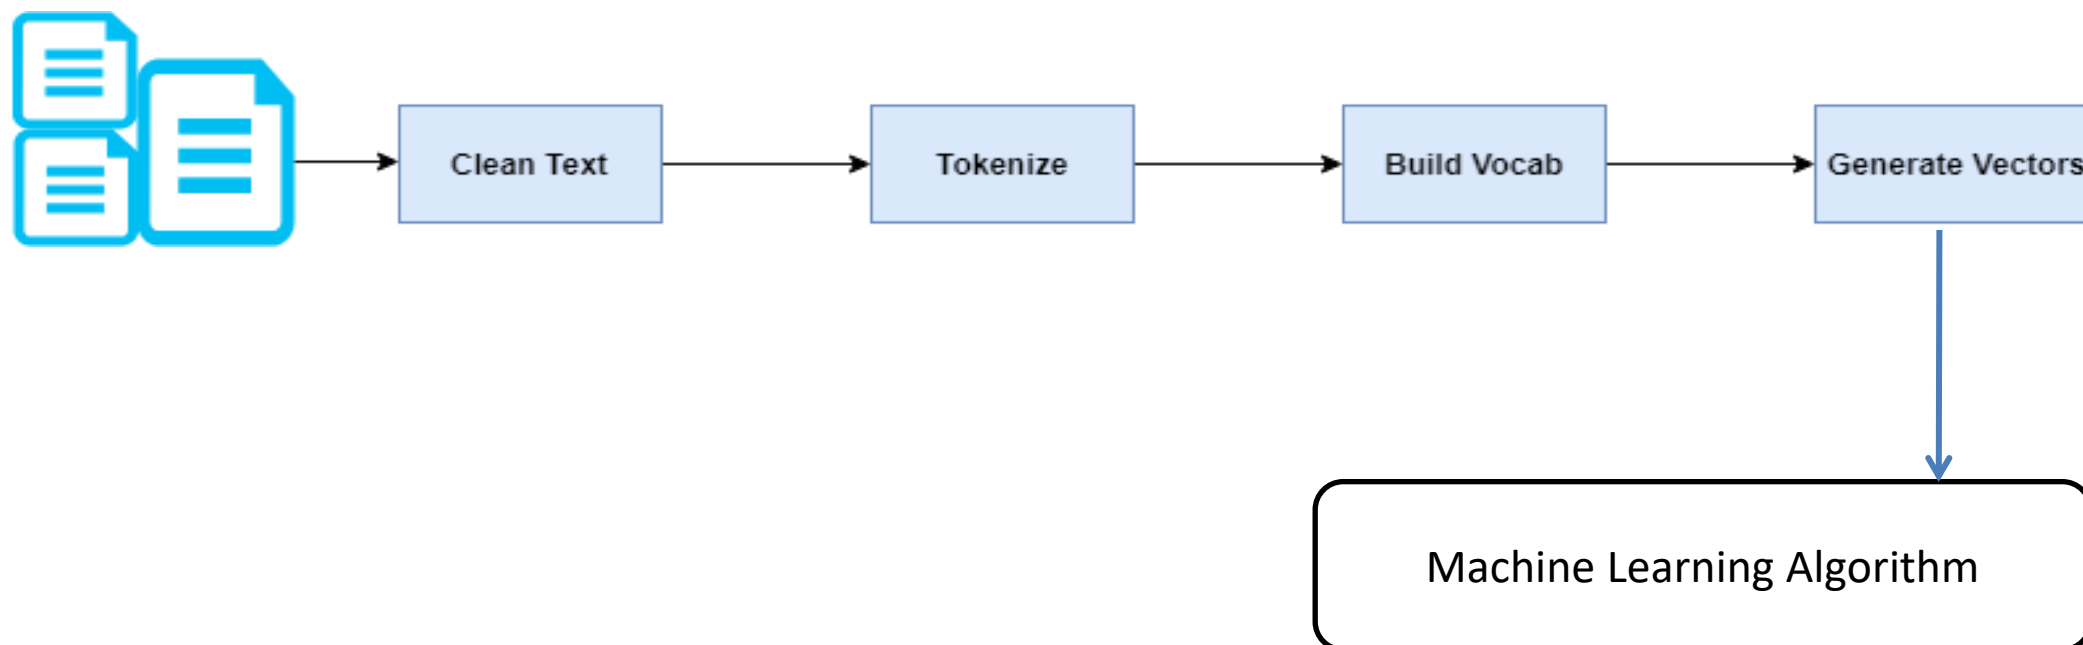 Clean Text
Tokenize
Build Vocab
Generate Vectors
Machine Learning Algorithm